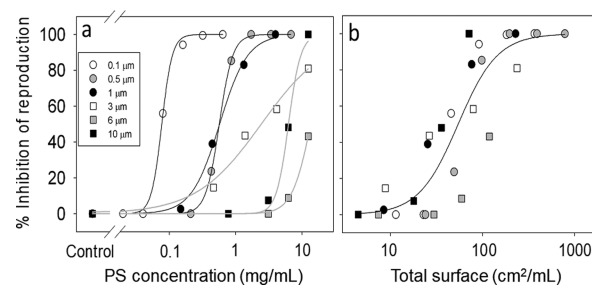 a
b
% Inhibition of reproduction
100
80
60
40
20
0
0.1 µm
0.5 µm
1 µm
3 µm
6 µm
10 µm
Control
0.1
1
10
10
100
1000
PS concentration (mg/mL)
Total surface (cm²/mL)